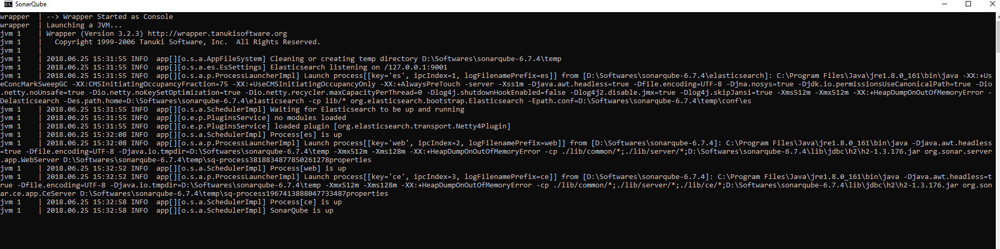 SonarQube
wrapper  | --> Wrapper Started as Console
wrapper  | Launching a JVM...
jvm 1    | Wrapper (Version 3.2.3) http://wrapper.tanukisoftware.org
jvm 1    |   Copyright 1999-2006 Tanuki Software, Inc.  All Rights Reserved.
jvm 1    |
jvm 1    | 2018.06.25 15:31:55 INFO  app[][o.s.a.AppFileSystem] Cleaning or creating temp directory D:\Softwares\sonarqube-6.7.4\temp
jvm 1    | 2018.06.25 15:31:55 INFO  app[][o.s.a.es.EsSettings] Elasticsearch listening on /127.0.0.1:9001
jvm 1    | 2018.06.25 15:31:55 INFO  app[][o.s.a.p.ProcessLauncherImpl] Launch process[[key='es', ipcIndex=1, logFilenamePrefix=es]] from [D:\Softwares\sonarqube-6.7.4\elasticsearch]: C:\Program Files\Java\jre1.8.0_161\bin\java -XX:+Us
eConcMarkSweepGC -XX:CMSInitiatingOccupancyFraction=75 -XX:+UseCMSInitiatingOccupancyOnly -XX:+AlwaysPreTouch -server -Xss1m -Djava.awt.headless=true -Dfile.encoding=UTF-8 -Djna.nosys=true -Djdk.io.permissionsUseCanonicalPath=true -Dio
.netty.noUnsafe=true -Dio.netty.noKeySetOptimization=true -Dio.netty.recycler.maxCapacityPerThread=0 -Dlog4j.shutdownHookEnabled=false -Dlog4j2.disable.jmx=true -Dlog4j.skipJansi=true -Xms512m -Xmx512m -XX:+HeapDumpOnOutOfMemoryError -
Delasticsearch -Des.path.home=D:\Softwares\sonarqube-6.7.4\elasticsearch -cp lib/* org.elasticsearch.bootstrap.Elasticsearch -Epath.conf=D:\Softwares\sonarqube-6.7.4\temp\conf\es
jvm 1    | 2018.06.25 15:31:55 INFO  app[][o.s.a.SchedulerImpl] Waiting for Elasticsearch to be up and running
jvm 1    | 2018.06.25 15:31:55 INFO  app[][o.e.p.PluginsService] no modules loaded
jvm 1    | 2018.06.25 15:31:55 INFO  app[][o.e.p.PluginsService] loaded plugin [org.elasticsearch.transport.Netty4Plugin]
jvm 1    | 2018.06.25 15:32:08 INFO  app[][o.s.a.SchedulerImpl] Process[es] is up
jvm 1    | 2018.06.25 15:32:08 INFO  app[][o.s.a.p.ProcessLauncherImpl] Launch process[[key='web', ipcIndex=2, logFilenamePrefix=web]] from [D:\Softwares\sonarqube-6.7.4]: C:\Program Files\Java\jre1.8.0_161\bin\java -Djava.awt.headless
=true -Dfile.encoding=UTF-8 -Djava.io.tmpdir=D:\Softwares\sonarqube-6.7.4\temp -Xmx512m -Xms128m -XX:+HeapDumpOnOutOfMemoryError -cp ./lib/common/*;./lib/server/*;D:\Softwares\sonarqube-6.7.4\lib\jdbc\h2\h2-1.3.176.jar org.sonar.server
.app.WebServer D:\Softwares\sonarqube-6.7.4\temp\sq-process3818834877850261278properties
jvm 1    | 2018.06.25 15:32:52 INFO  app[][o.s.a.SchedulerImpl] Process[web] is up
jvm 1    | 2018.06.25 15:32:52 INFO  app[][o.s.a.p.ProcessLauncherImpl] Launch process[[key='ce', ipcIndex=3, logFilenamePrefix=ce]] from [D:\Softwares\sonarqube-6.7.4]: C:\Program Files\Java\jre1.8.0_161\bin\java -Djava.awt.headless=t
rue -Dfile.encoding=UTF-8 -Djava.io.tmpdir=D:\Softwares\sonarqube-6.7.4\temp -Xmx512m -Xms128m -XX:+HeapDumpOnOutOfMemoryError -cp ./lib/common/*;./lib/server/*;./lib/ce/*;D:\Softwares\sonarqube-6.7.4\lib\jdbc\h2\h2-1.3.176.jar org.son
ar.ce.app.CeServer D:\Softwares\sonarqube-6.7.4\temp\sq-process1967413888047733487properties
jvm 1    | 2018.06.25 15:32:58 INFO  app[][o.s.a.SchedulerImpl] Process[ce] is up
jvm 1    | 2018.06.25 15:32:58 INFO  app[][o.s.a.SchedulerImpl] SonarQube is up